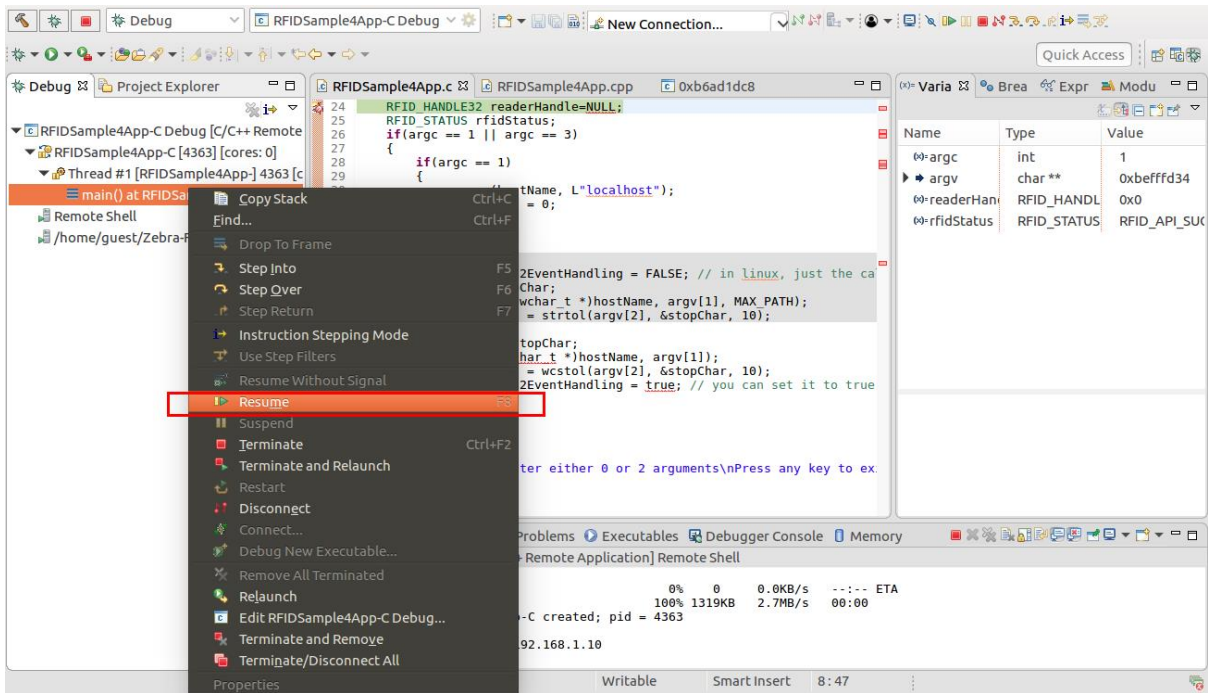 Debug
RFIDSample4App-C Debug
New Connection...
Quick Access
Debug
Project Explorer
RFIDSample4App-C Debug [C/C++ Remote
RFIDSample4App-C [4363] [cores: 0]
Thread #1 [RFIDSample4App-] 4363 [c
main() at RFIDSa
Remote Shell
/home/guest/Zebra-F
Copy Stack Ctrl+C
Find... Ctrl+F
Drop To Frame
Step Into F5
Step Over F6
Step Return F7
Instruction Stepping Mode
Use Step Filters
Resume Without Signal
Resume F8
Suspend
Terminate Ctrl+F2
Terminate and Relaunch
Restart
Disconnect
Connect...
Debug New Executable...
Remove All Terminated
Relaunch
Edit RFIDSample4App-C Debug...
Terminate and Remove
Terminate/Disconnect All
Properties
RFIDSample4App.c
RFIDSample4App.cpp
0xb6ad1dc8
24 RFID_HANDLE32 readerHandle=NULL;
25 RFID_STATUS rfidStatus;
26 if(argc == 1 || argc == 3)
27 {
28 if(argc == 1)
29 {
tName, L"localhost");
= 0;
2EventHandling = FALSE; // in linux, just the ca
Char;
wchar_t *)hostName, argv[1], MAX_PATH);
= strtol(argv[2], &stopChar, 10);
topChar;
har_t *)hostName, argv[1]);
= wcstol(argv[2], &stopChar, 10);
2EventHandling = true; // you can set it to true
ter either 0 or 2 arguments\nPress any key to ex
Varia
Brea
Expr
Modu
Name Type Value
argc int 1
argv char ** 0xbefffd34
readerHan RFID_HANDL 0x0
rfidStatus RFID_STATUS RFID_API_SU
Problems
Executables
Debugger Console
Memory
Remote Application] Remote Shell
0% 0 0.0KB/s --:-- ETA
100% 1319KB 2.7MB/s 00:00
-C created; pid = 4363
92.168.1.10
Writable
Smart Insert
8:47